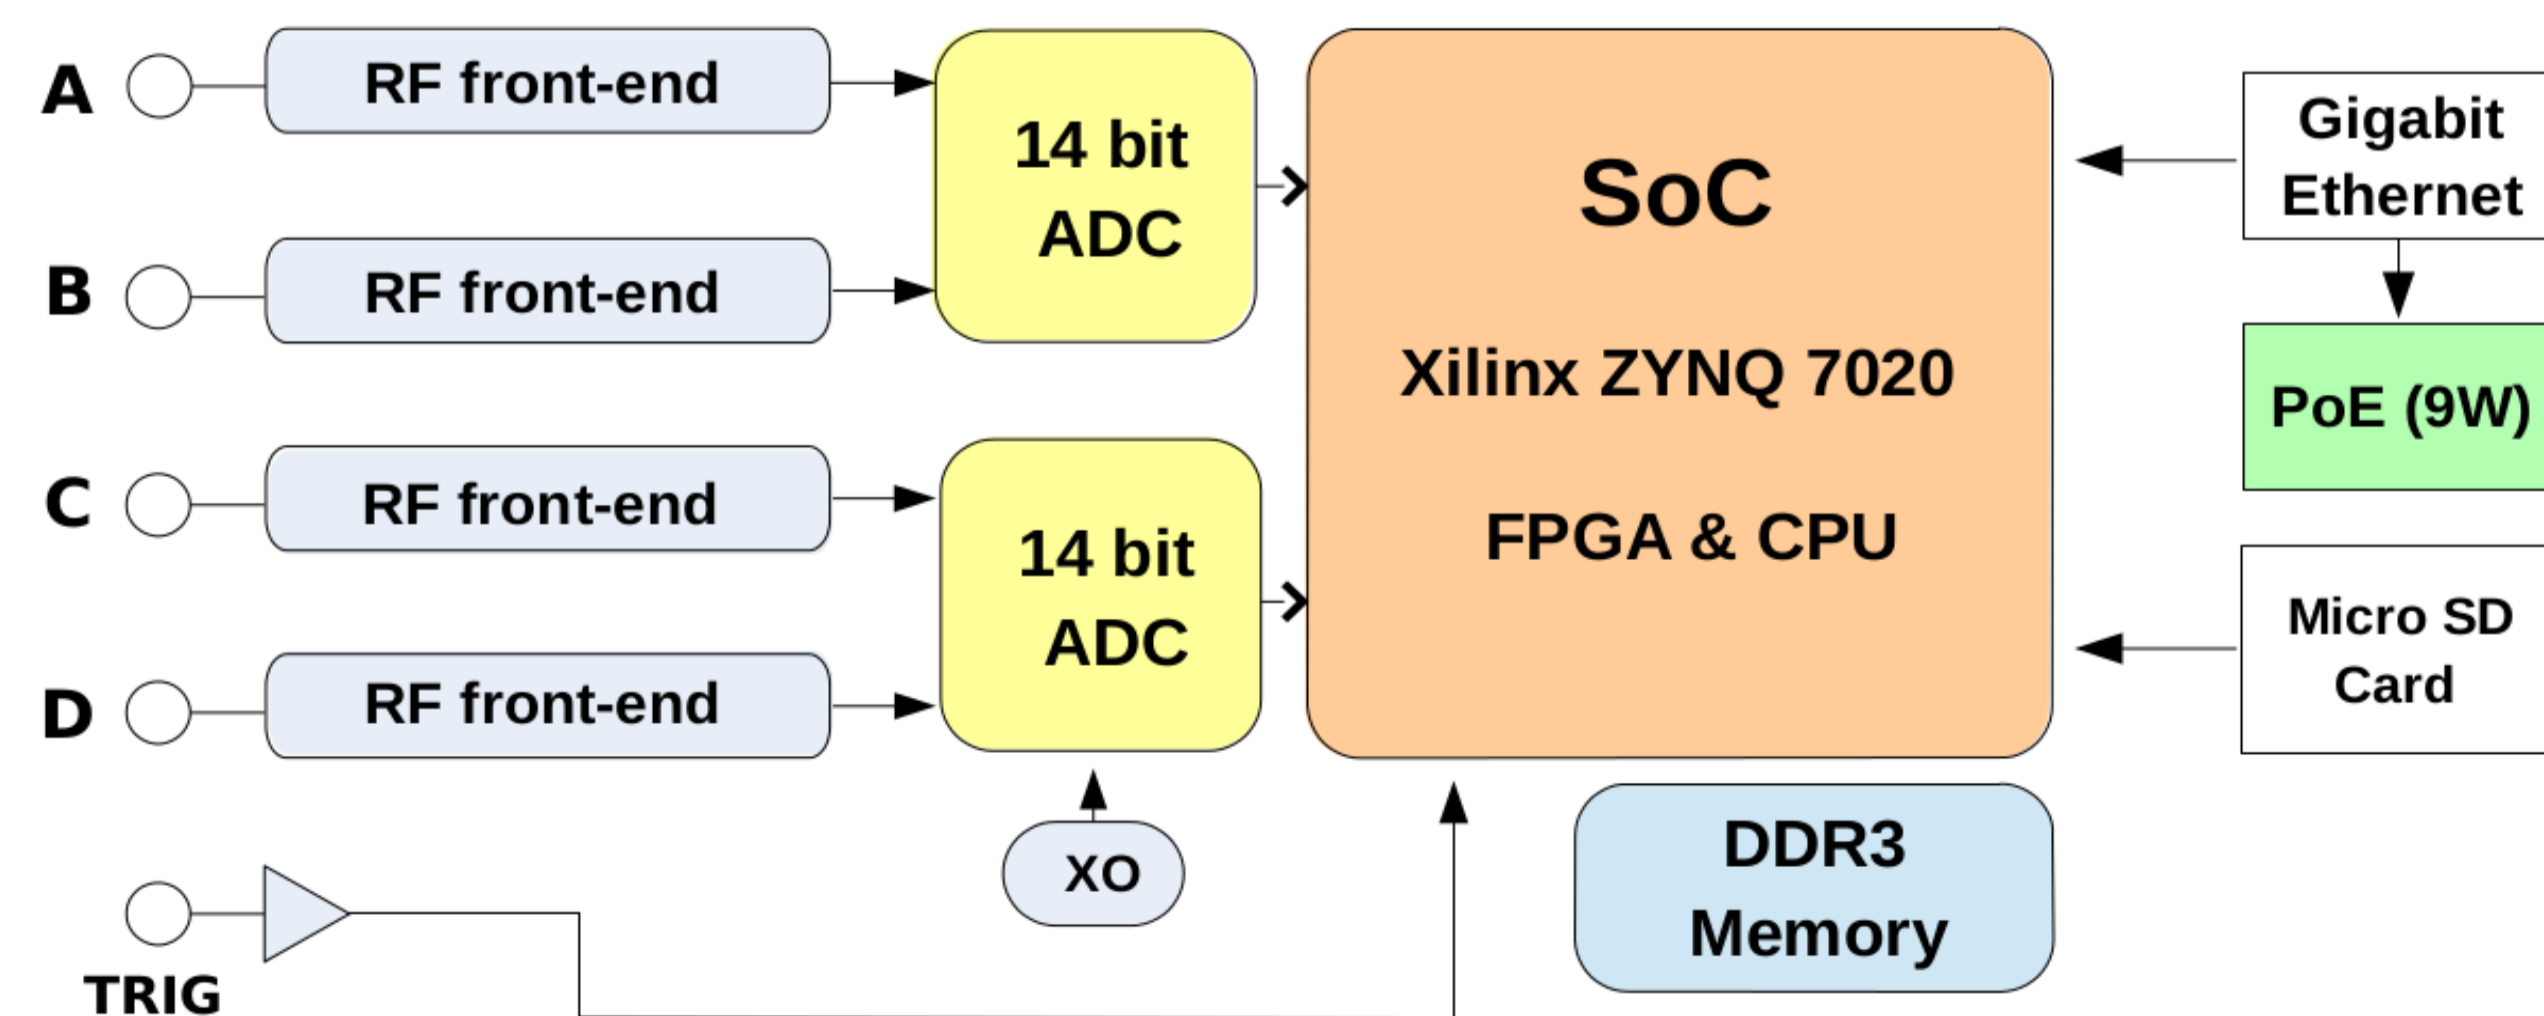 A
RF front-end
B
RF front-end
C
RF front-end
D
RF front-end
TRIG
14 bit
ADC
14 bit
ADC
XO
SoC
Xilinx ZYNQ 7020
FPGA & CPU
DDR3
Memory
Gigabit
Ethernet
PoE (9W)
Micro SD
Card